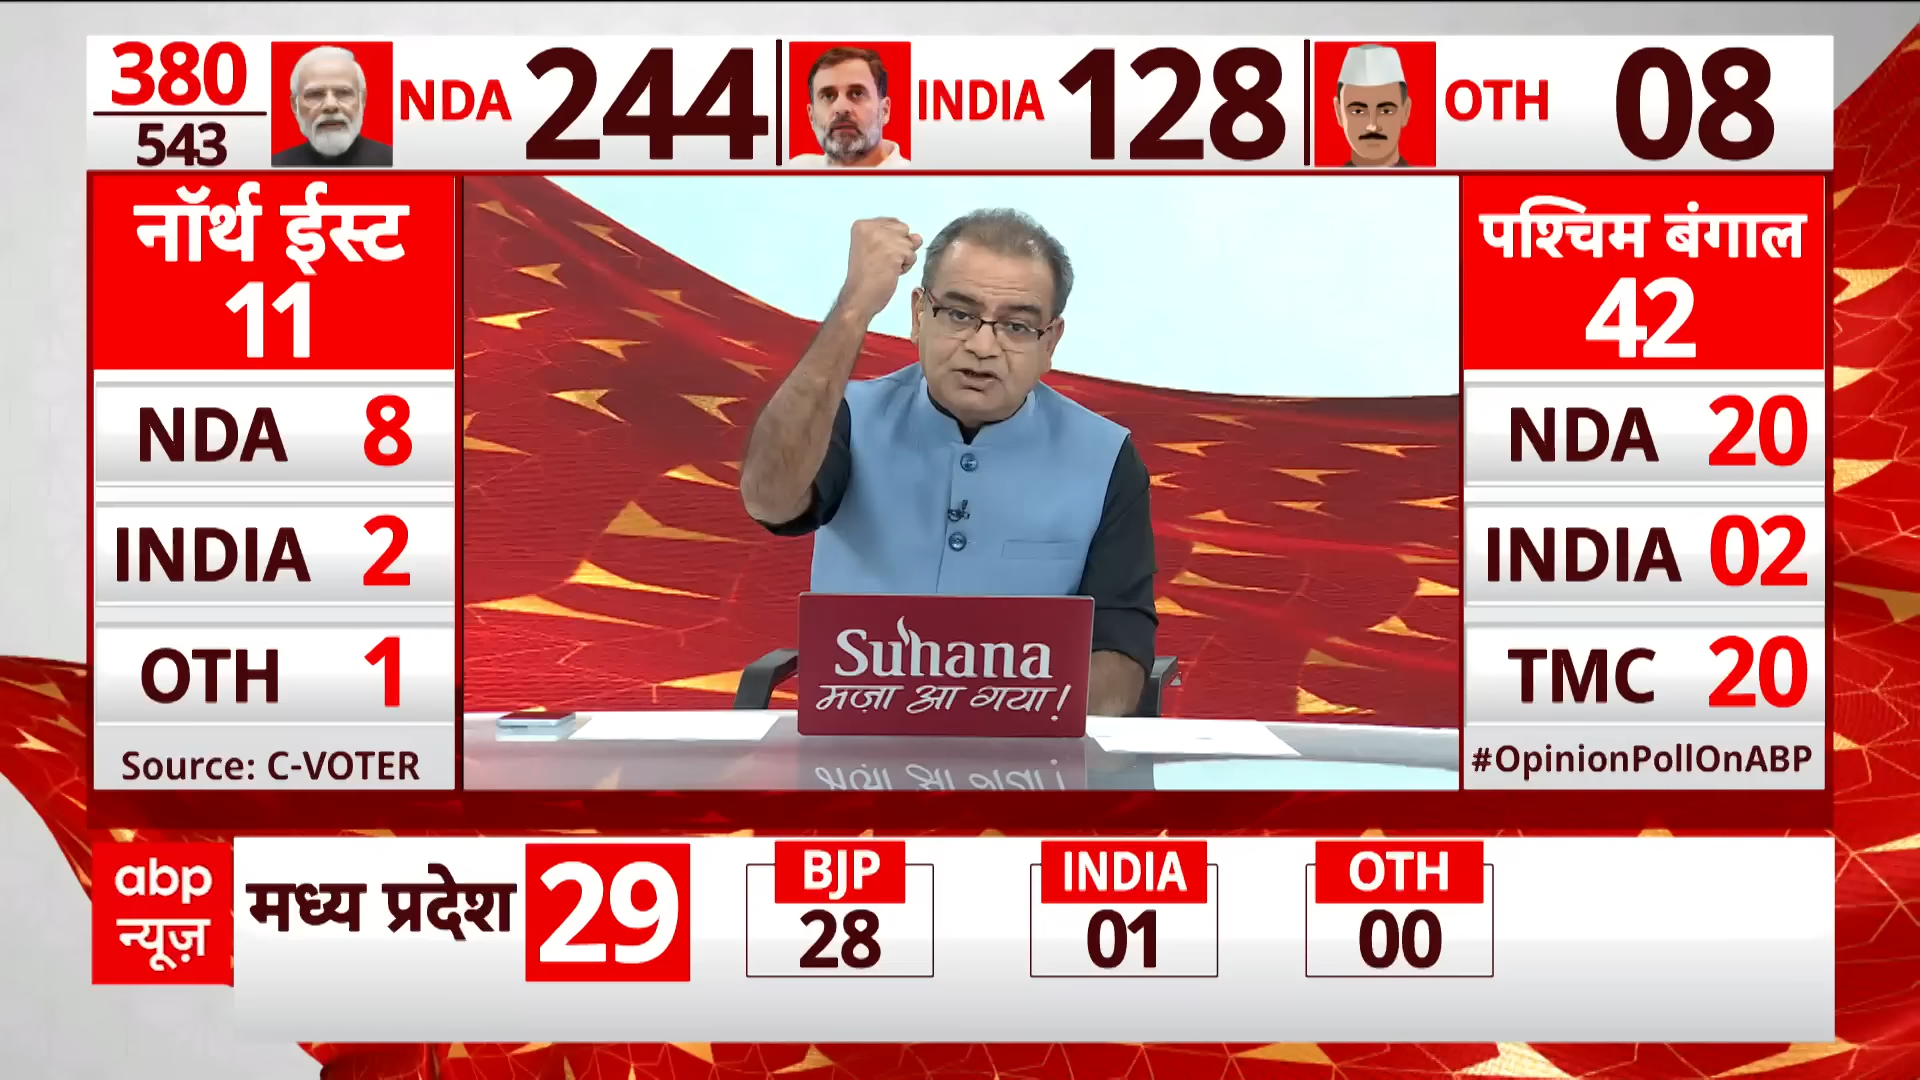 380
543
NDA 244
INDIA 128
OTH 08
नॉर्थ ईस्ट
11
NDA 8
INDIA 2
OTH 1
Source: C-VOTER
Suhana
मज़ा आ गया!
पश्चिम बंगाल
42
NDA 20
INDIA 02
TMC 20
#OpinionPollOnABP
abp
न्यूज़
मध्य प्रदेश 29
BJP
28
INDIA
01
OTH
00